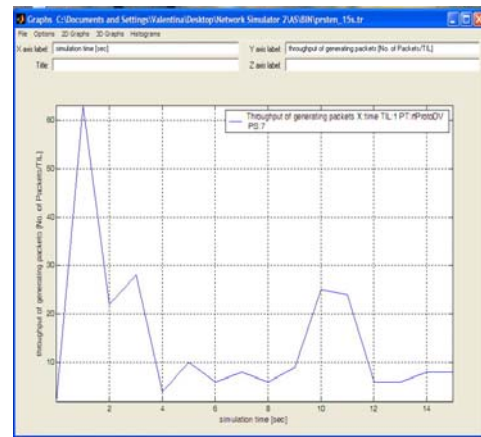 Graphs C:\Documents and Settings\Valentina\Desktop\Network Simulator 2\AS\BIN\prsten_15s.tr
File Options 2D Graphs 3D Graphs Histograms
X axis label: simulation time [sec] Y axis label: throughput of generating packets [No. of Packets/TIL]
Title: Z axis label:
Throughput of generating packets X:time TIL:1 PT:rtProtoDV
PS:7
60
50
40
30
20
10
2 4 6 8 10 12 14
throughput of generating packets [No. of Packets/TIL]
simulation time [sec]